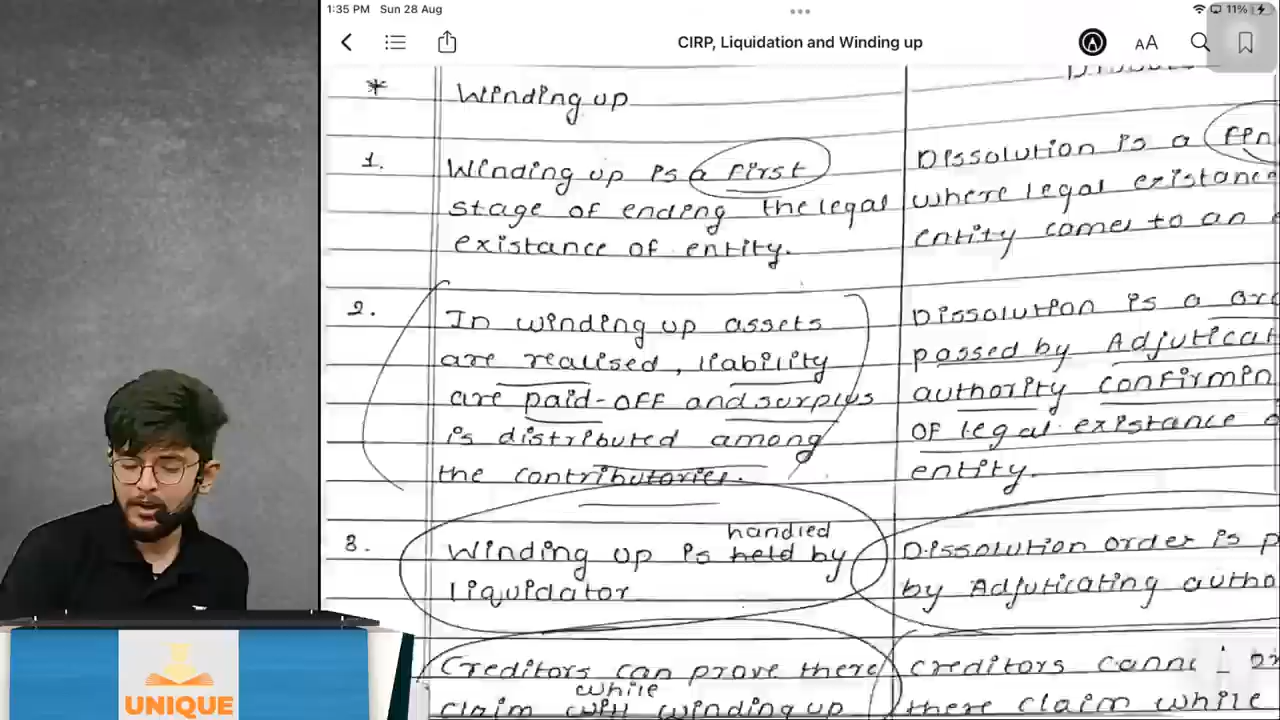 1:35 PM Sun 28 Aug
11%
CIRP, Liquidation and Winding up
AA
* Winding up
1. Winding up is a first
stage of ending the legal
existance of entity.
Dissolution is a fin
where legal existance
entity comes to an
2. In winding up assets
are realised, liability
are paid-off and surplus
is distributed among
the contributories.
Dissolution is a or
passed by Adjuticat
authority confirmin
of legal existance
entity.
3. Winding up is held by
handled
liquidator
Dissolution order is p
by Adjuticating autho
Creditors can prove there
while
claim will winding up
creditors cann
there claim while
UNIQUE